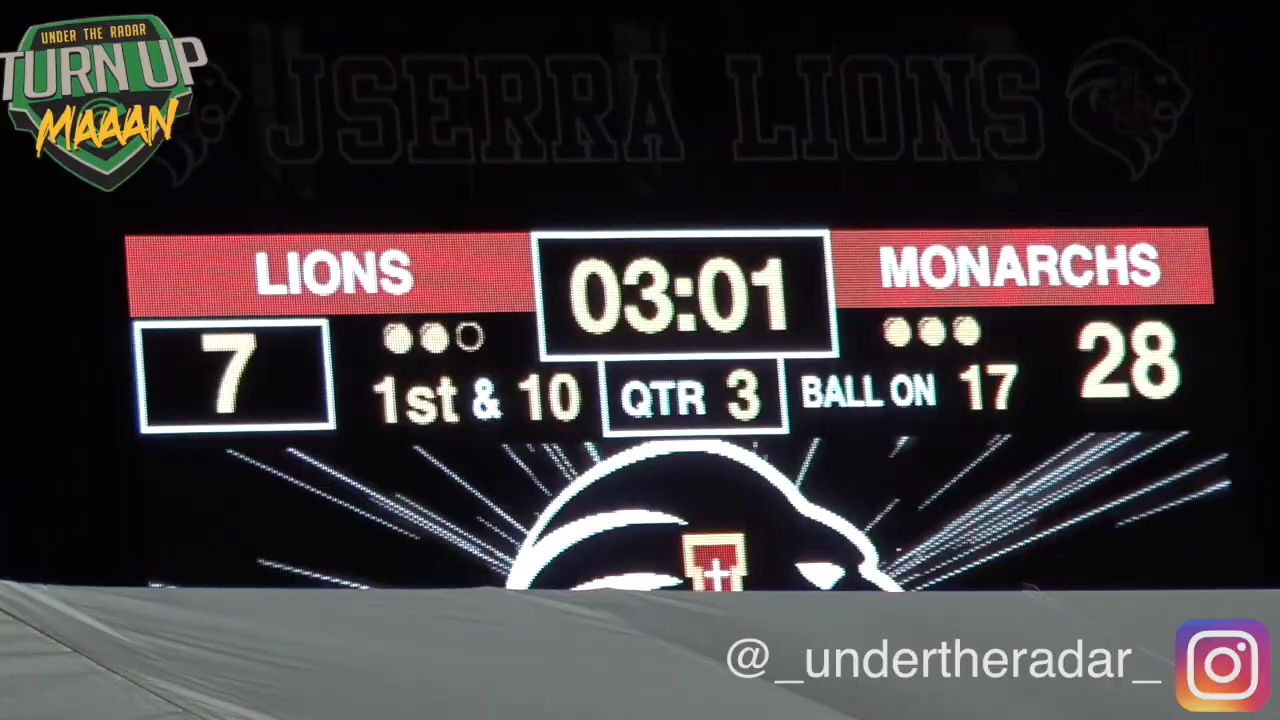 UNDER THE RADAR
TURN UP
MAAAN
JSERRA LIONS
LIONS
03:01
MONARCHS
7
1st & 10
QTR 3
BALL ON 17
28
@_undertheradar_